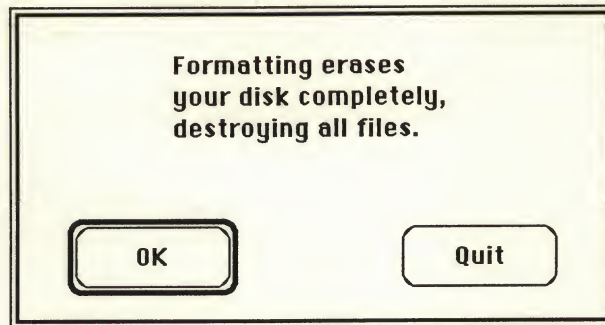 Formatting erases
your disk completely,
destroying all files.
OK
Quit